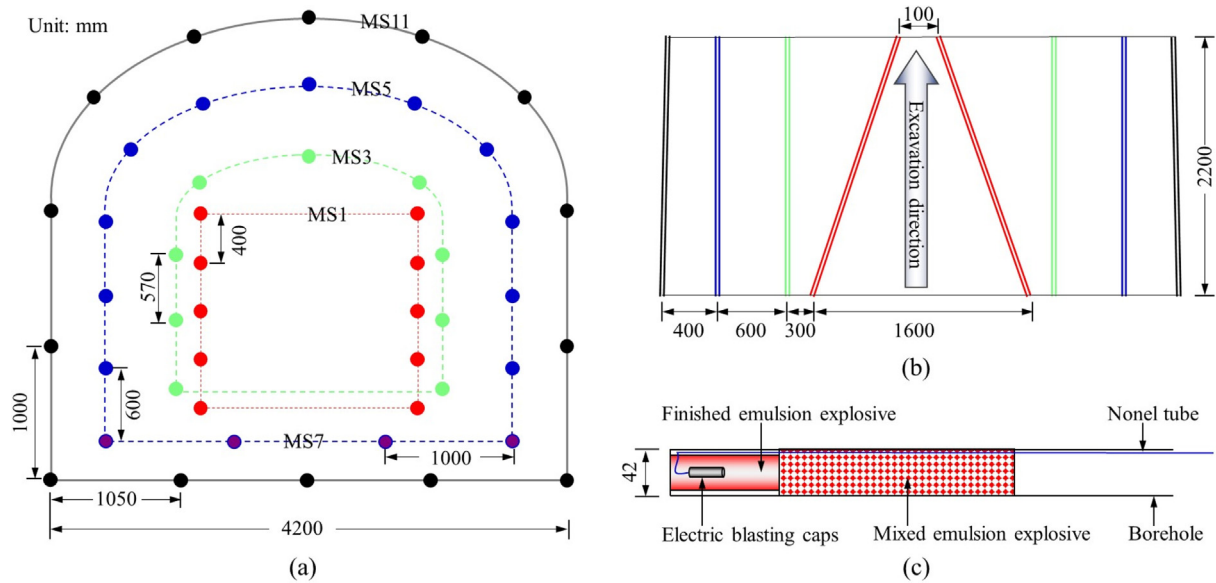 Unit: mm
MS11
MS5
MS3
MS1
400
570
1000
600
MS7
1000
1050
4200
(a)
100
Excavation direction
2200
400
600
300
1600
(b)
Finished emulsion explosive
Nonel tube
42
Electric blasting caps
Mixed emulsion explosive
Borehole
(c)